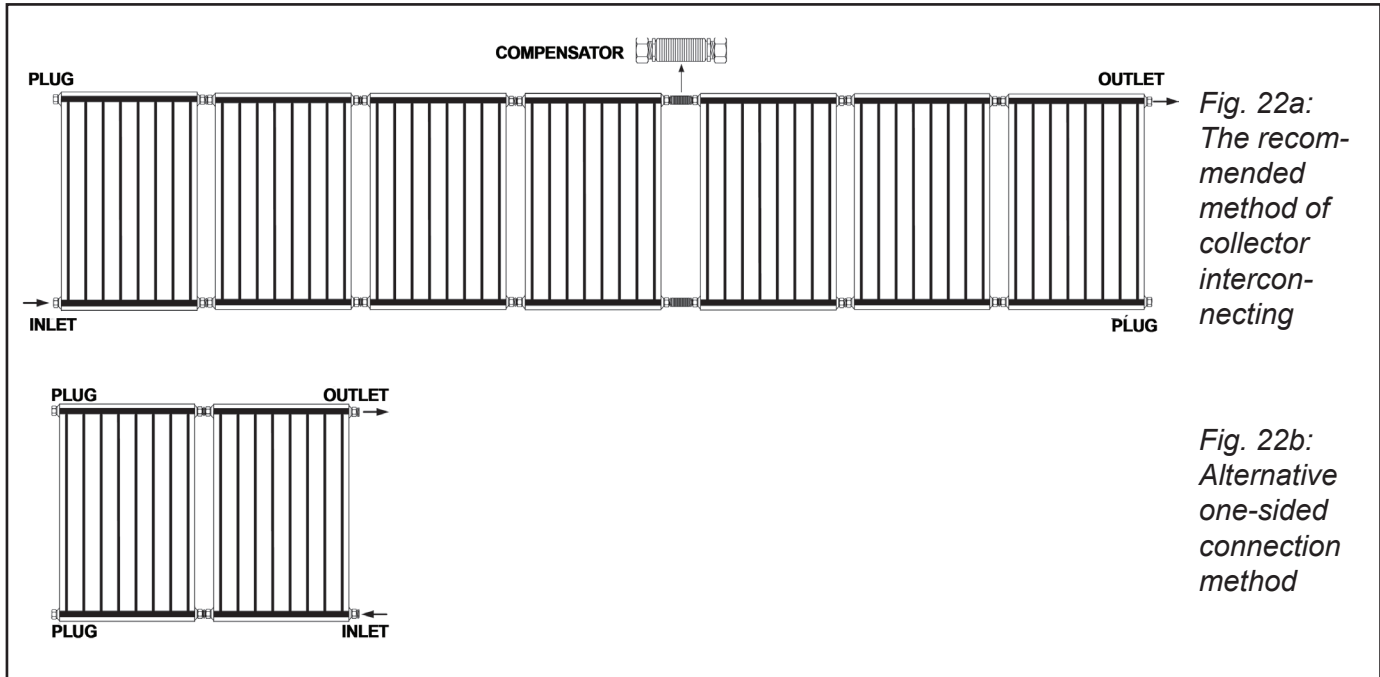 COMPENSATOR
PLUG
OUTLET
INLET
PLUG
Fig. 22a:
The recom-
mended
method of
collector
intercon-
necting
PLUG
OUTLET
PLUG
INLET
Fig. 22b:
Alternative
one-sided
connection
method